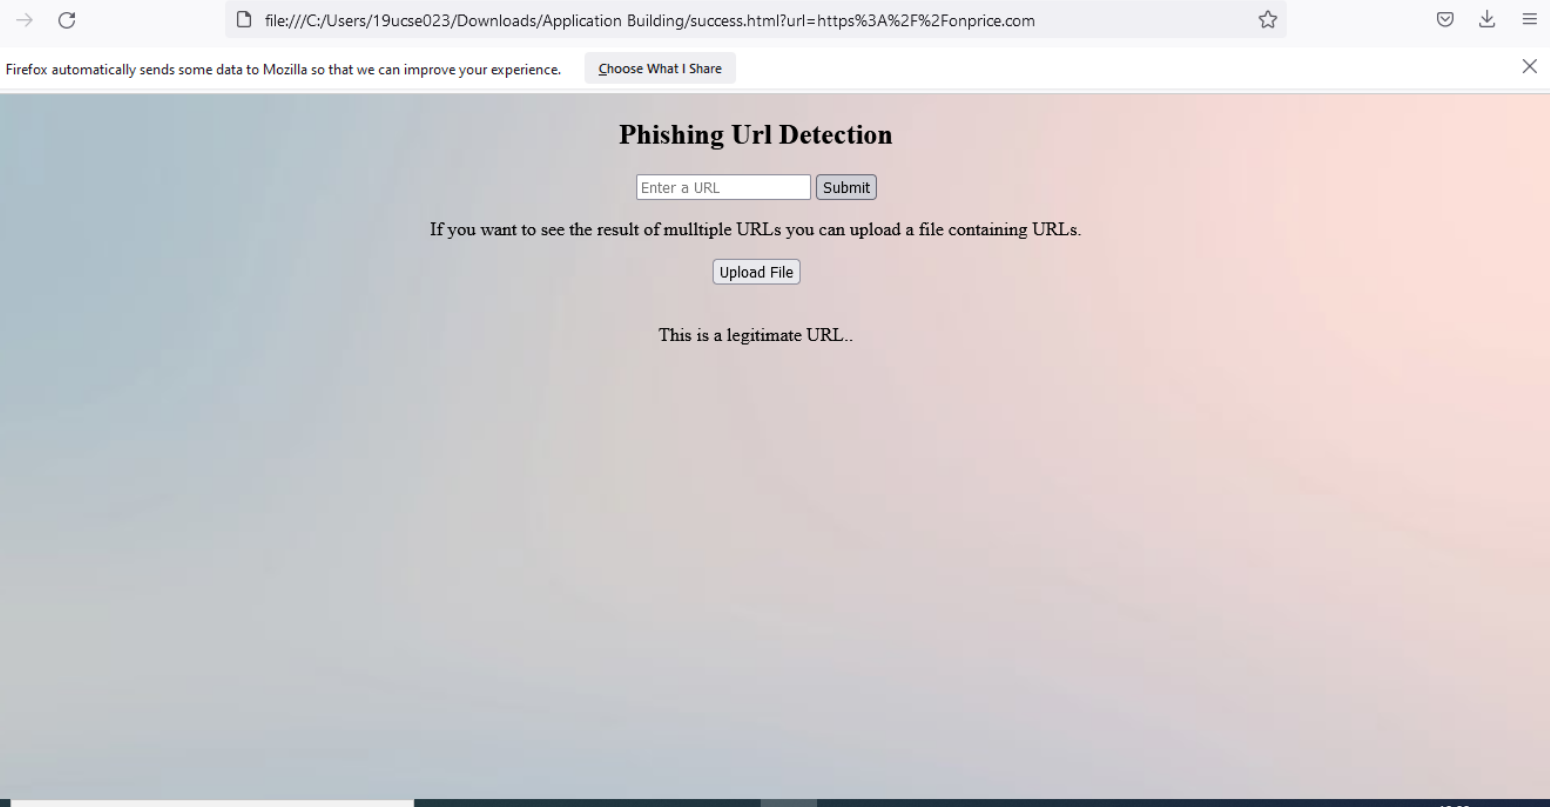 file:///C:/Users/19ucse023/Downloads/Application Building/success.html?url=https%3A%2F%2Fonprice.com
Firefox automatically sends some data to Mozilla so that we can improve your experience. Choose What I Share
Phishing Url Detection
Enter a URL Submit
If you want to see the result of mulltiple URLs you can upload a file containing URLs.
Upload File
This is a legitimate URL..